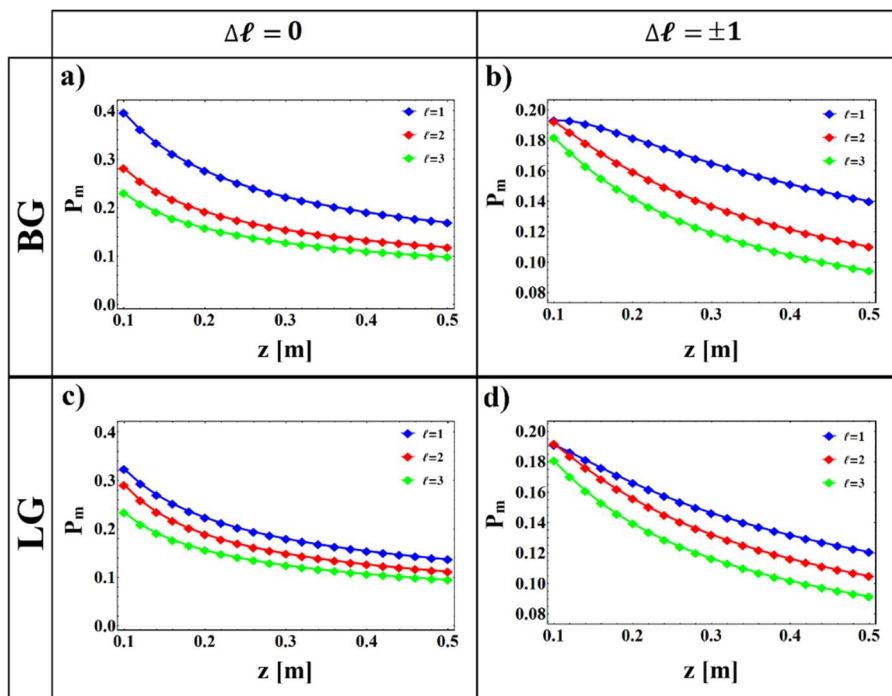 Δℓ = 0
Δℓ = ±1
BG
a)
0.4
0.3
0.2
0.1
0.0
P_m
ℓ=1
ℓ=2
ℓ=3
0.1 0.2 0.3 0.4 0.5
z [m]
b)
0.20
0.18
0.16
0.14
0.12
0.10
0.08
P_m
ℓ=1
ℓ=2
ℓ=3
0.1 0.2 0.3 0.4 0.5
z [m]
LG
c)
0.4
0.3
0.2
0.1
0.0
P_m
ℓ=1
ℓ=2
ℓ=3
0.1 0.2 0.3 0.4 0.5
z [m]
d)
0.20
0.18
0.16
0.14
0.12
0.10
0.08
P_m
ℓ=1
ℓ=2
ℓ=3
0.1 0.2 0.3 0.4 0.5
z [m]